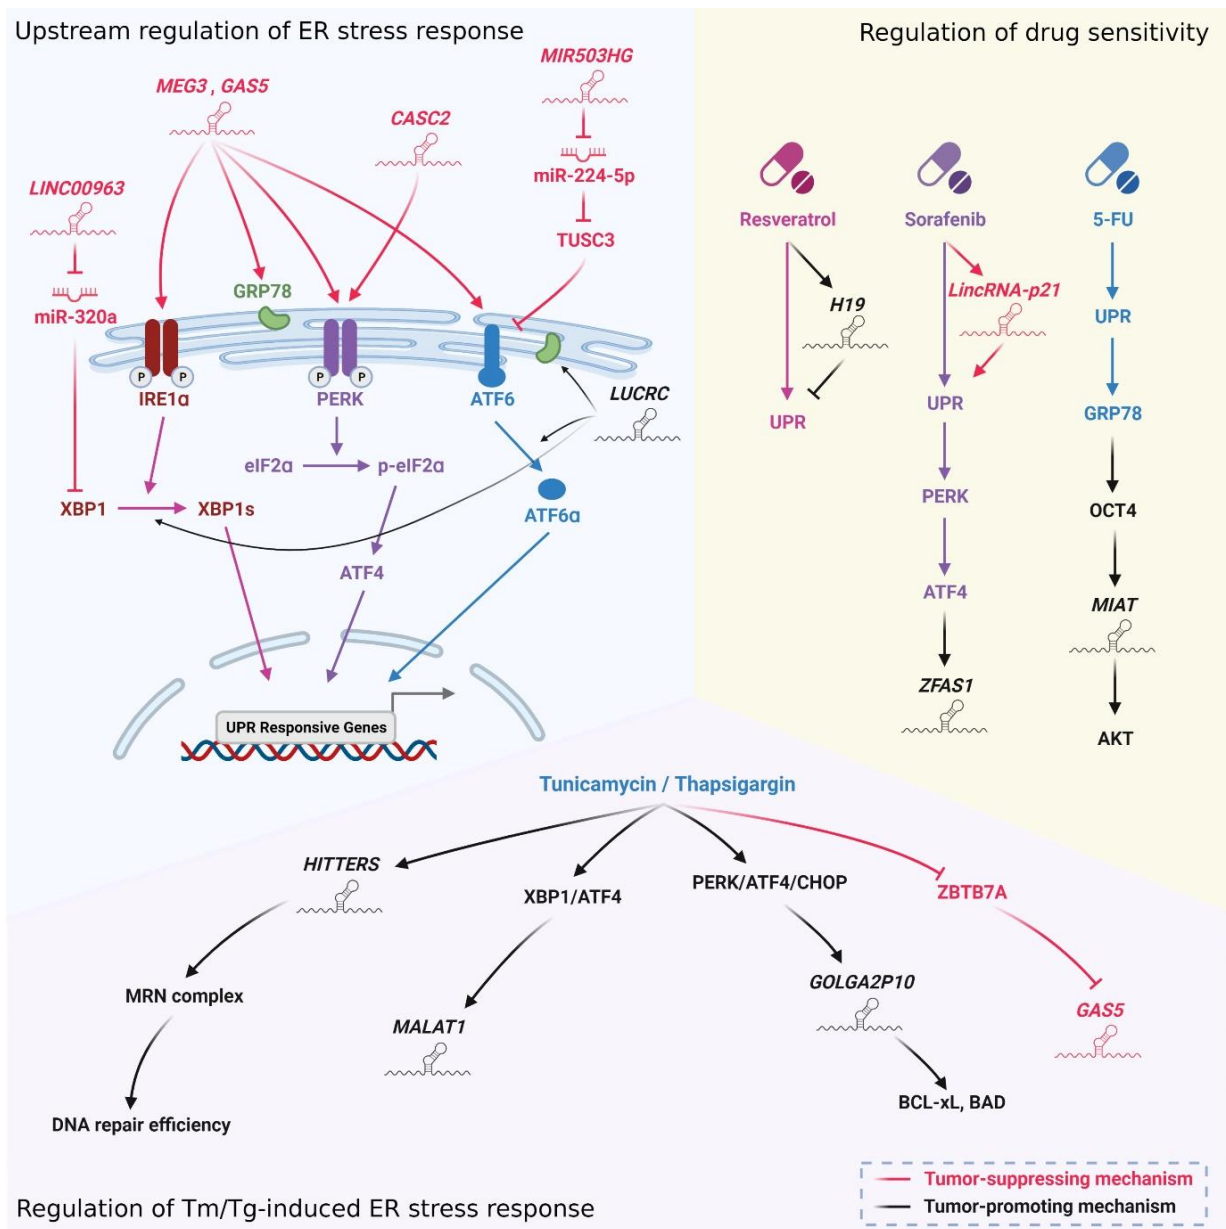 Upstream regulation of ER stress response
MEG3 , GAS5
CASC2
MIR503HG
miR-224-5p
TUSC3
LINC00963
miR-320a
GRP78
P
P
IRE1α
P
P
PERK
ATF6
LUCRC
eIF2α
p-eIF2α
XBP1
XBP1s
ATF6α
ATF4
UPR Responsive Genes
Regulation of drug sensitivity
Resveratrol
H19
UPR
Sorafenib
LincRNA-p21
UPR
PERK
ATF4
ZFAS1
5-FU
UPR
GRP78
OCT4
MIAT
AKT
Tunicamycin / Thapsigargin
HITTERS
MRN complex
DNA repair efficiency
XBP1/ATF4
MALAT1
PERK/ATF4/CHOP
GOLGA2P10
BCL-xL, BAD
ZBTB7A
GAS5
Regulation of Tm/Tg-induced ER stress response
Tumor-suppressing mechanism
Tumor-promoting mechanism